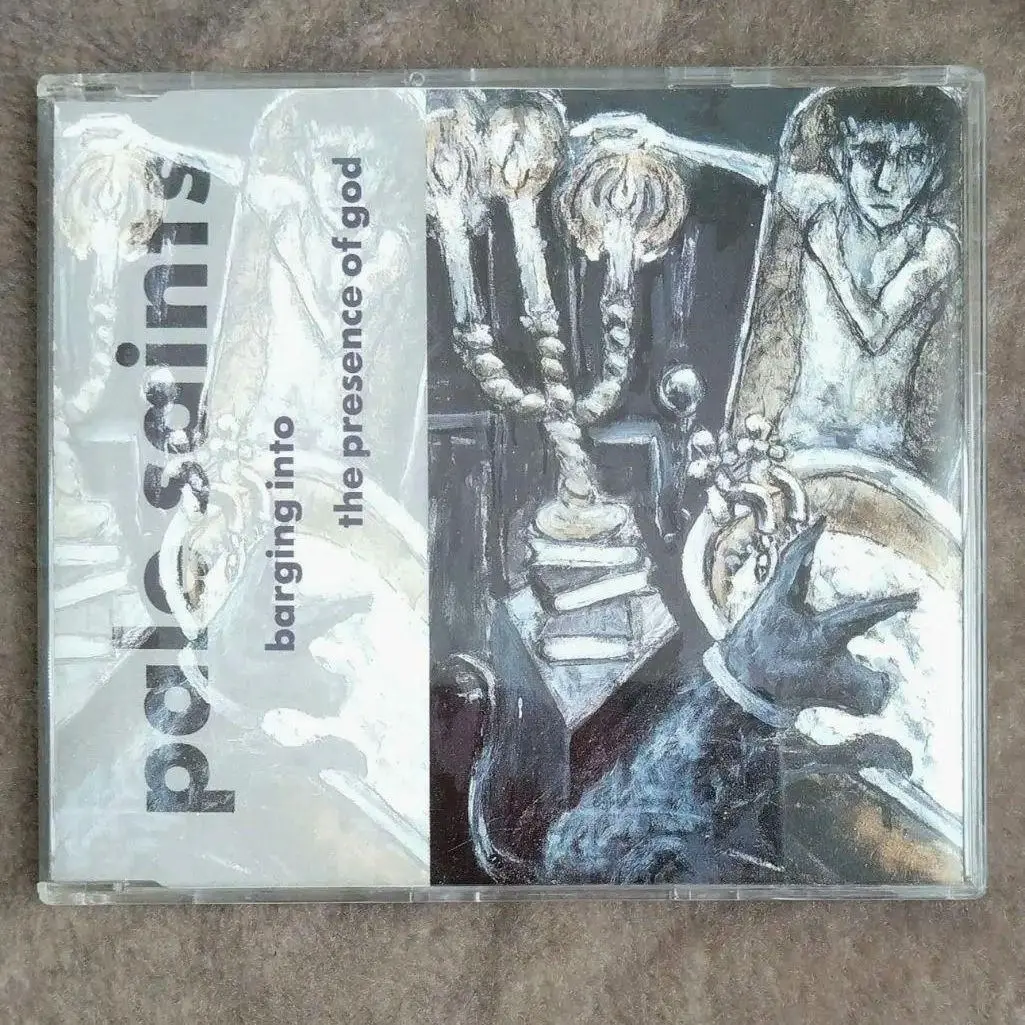 pale saints
barging into
the presence of god